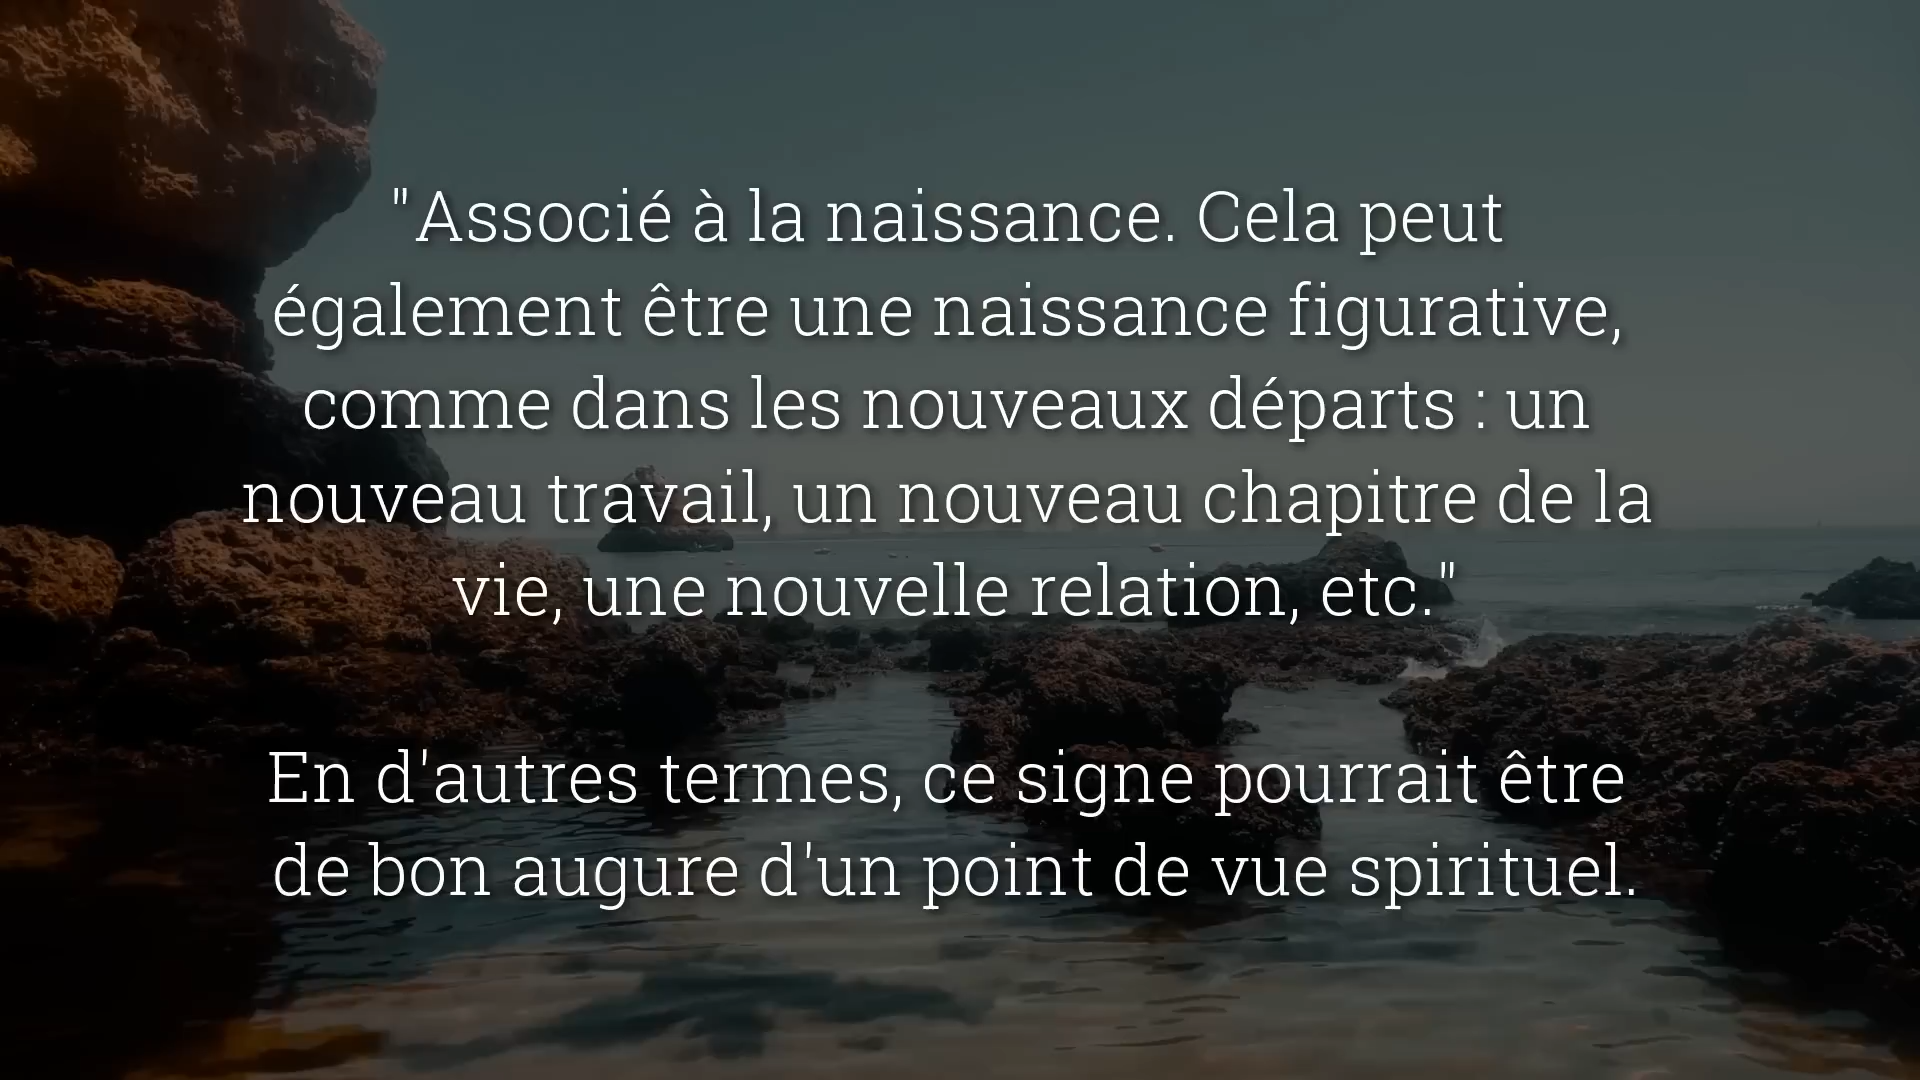 "Associé à la naissance. Cela peut
également être une naissance figurative,
comme dans les nouveaux départs : un
nouveau travail, un nouveau chapitre de la
vie, une nouvelle relation, etc."
En d'autres termes, ce signe pourrait être
de bon augure d'un point de vue spirituel.